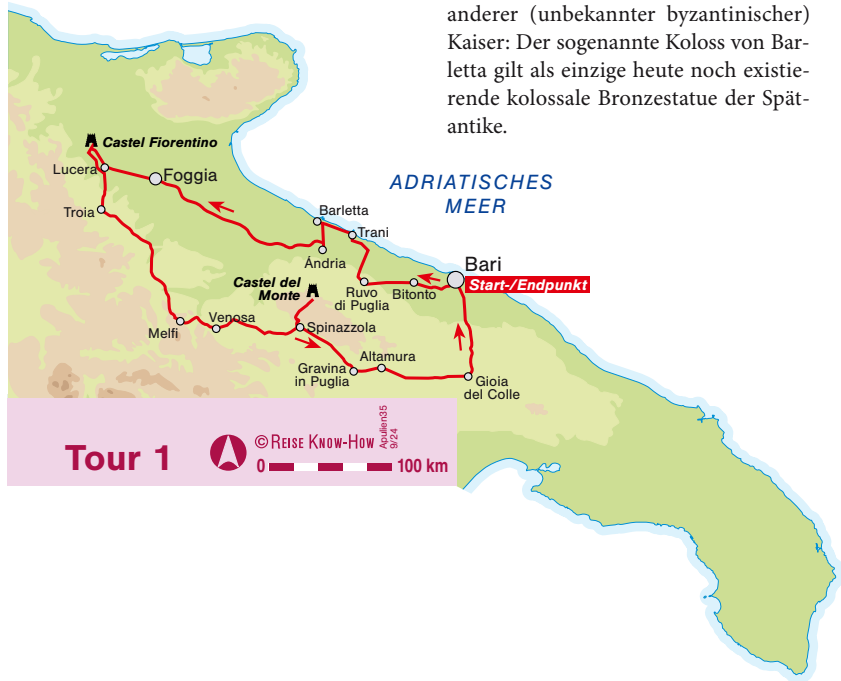 anderer (unbekannter byzantinischer)
Kaiser: Der sogenannte Koloss von Bar-
letta gilt als einzige heute noch existie-
rende kolossale Bronzestatue der Spät-
antike.
Castel Fiorentino
Lucera
Foggia
ADRIATISCHES
MEER
Troia
Barletta
Trani
Ándria
Bari
Start-/Endpunkt
Castel del
Monte
Ruvo
di Puglia
Bitonto
Melfi
Venosa
Spinazzola
Altamura
Gravina
in Puglia
Gioia
del Colle
Tour 1
© REISE KNOW-HOW
Apulien35
9/24
0 100 km